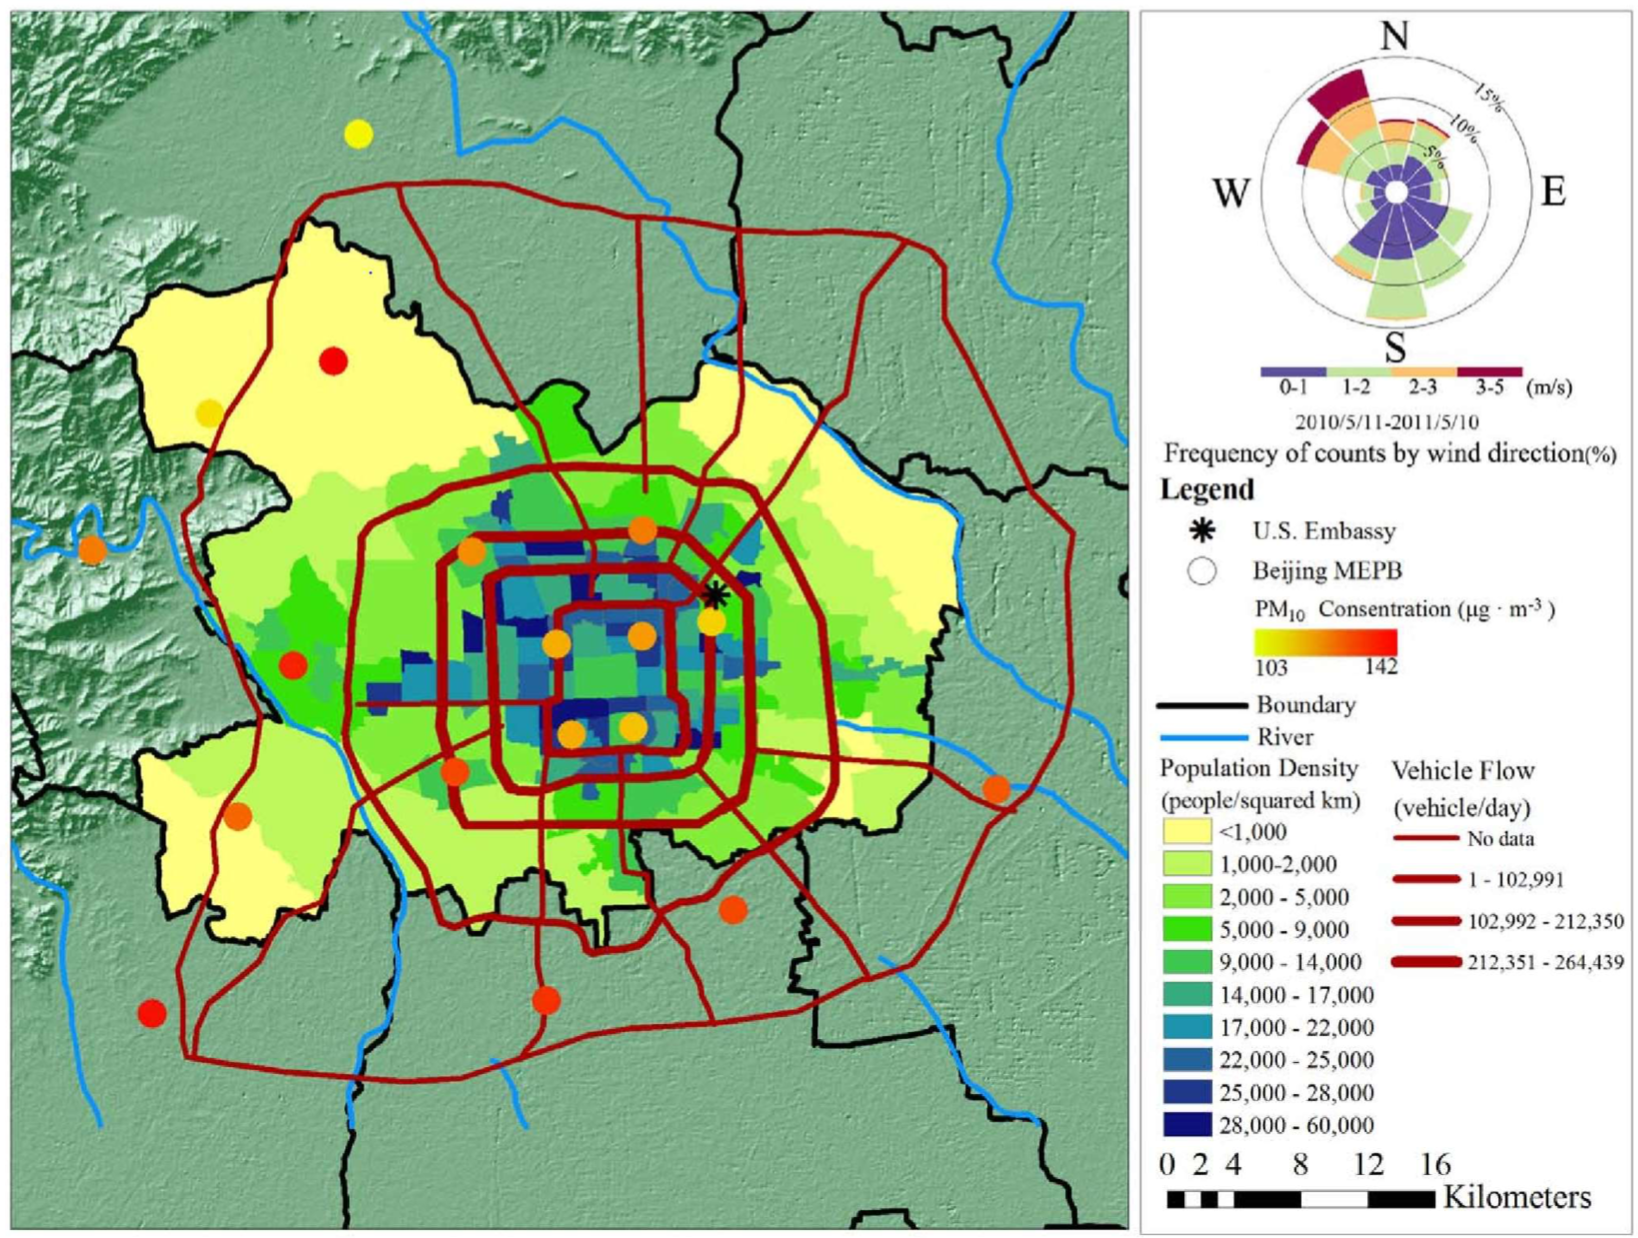 N
15%
10%
5%
W
E
S
0-1 1-2 2-3 3-5 (m/s)
2010/5/11-2011/5/10
Frequency of counts by wind direction(%)
Legend
U.S. Embassy
Beijing MEPB
PM10 Consentration (μg · m-3 )
103 142
Boundary
River
Population Density
(people/squared km)
<1,000
1,000-2,000
2,000 - 5,000
5,000 - 9,000
9,000 - 14,000
14,000 - 17,000
17,000 - 22,000
22,000 - 25,000
25,000 - 28,000
28,000 - 60,000
Vehicle Flow
(vehicle/day)
No data
1 - 102,991
102,992 - 212,350
212,351 - 264,439
0 2 4 8 12 16
Kilometers